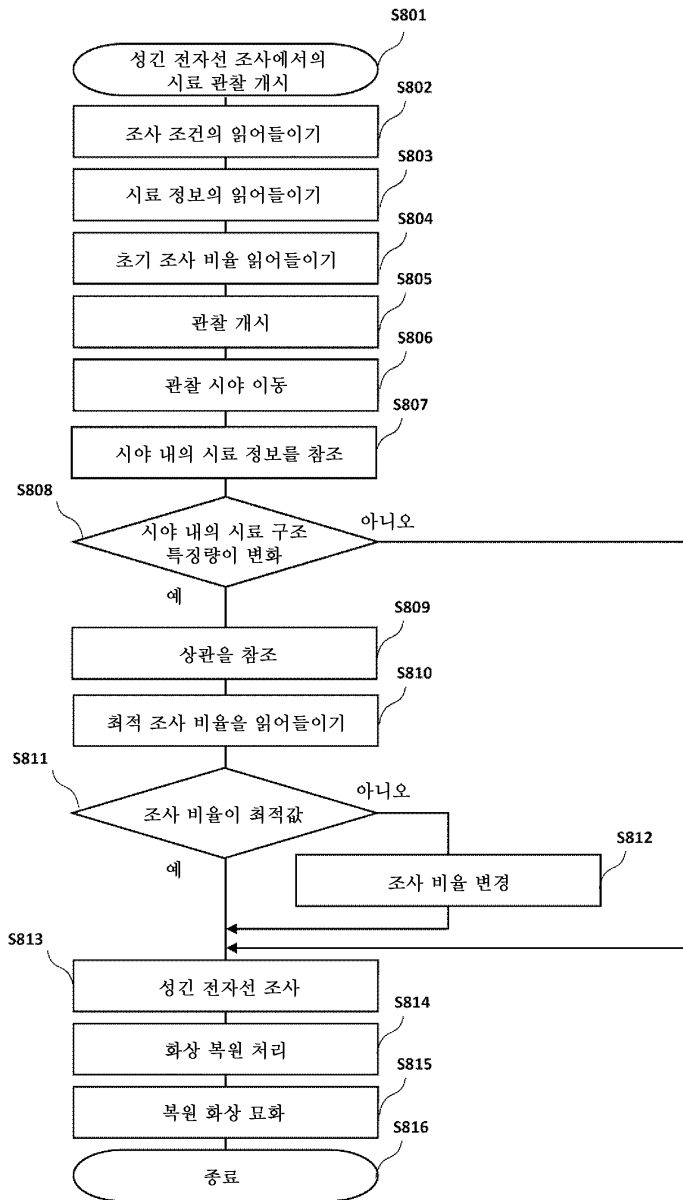 S801
성긴 전자선 조사에서의
시료 관찰 개시
S802
조사 조건의 읽어들이기
S803
시료 정보의 읽어들이기
S804
초기 조사 비율 읽어들이기
S805
관찰 개시
S806
관찰 시야 이동
S807
시야 내의 시료 정보를 참조
S808
시야 내의 시료 구조
특징량이 변화
아니오
예
S809
상관을 참조
S810
최적 조사 비율을 읽어들이기
S811
조사 비율이 최적값
아니오
예
S812
조사 비율 변경
S813
성긴 전자선 조사
S814
화상 복원 처리
S815
복원 화상 묘화
S816
종료